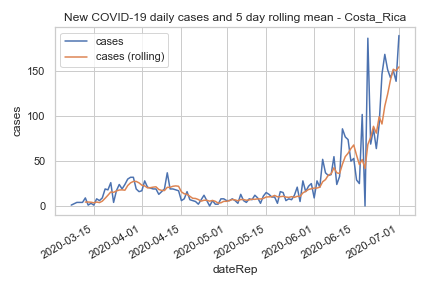 New COVID-19 daily cases and 5 day rolling mean - Costa_Rica
cases
cases (rolling)
cases
150
100
50
0
2020-03-15
2020-04-01
2020-04-15
2020-05-01
2020-05-15
2020-06-01
2020-06-15
2020-07-01
dateRep